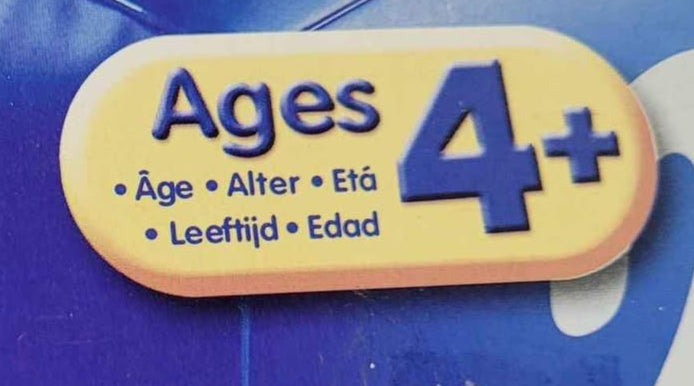 Ages 4+
• Âge • Alter • Etá
• Leeftijd • Edad